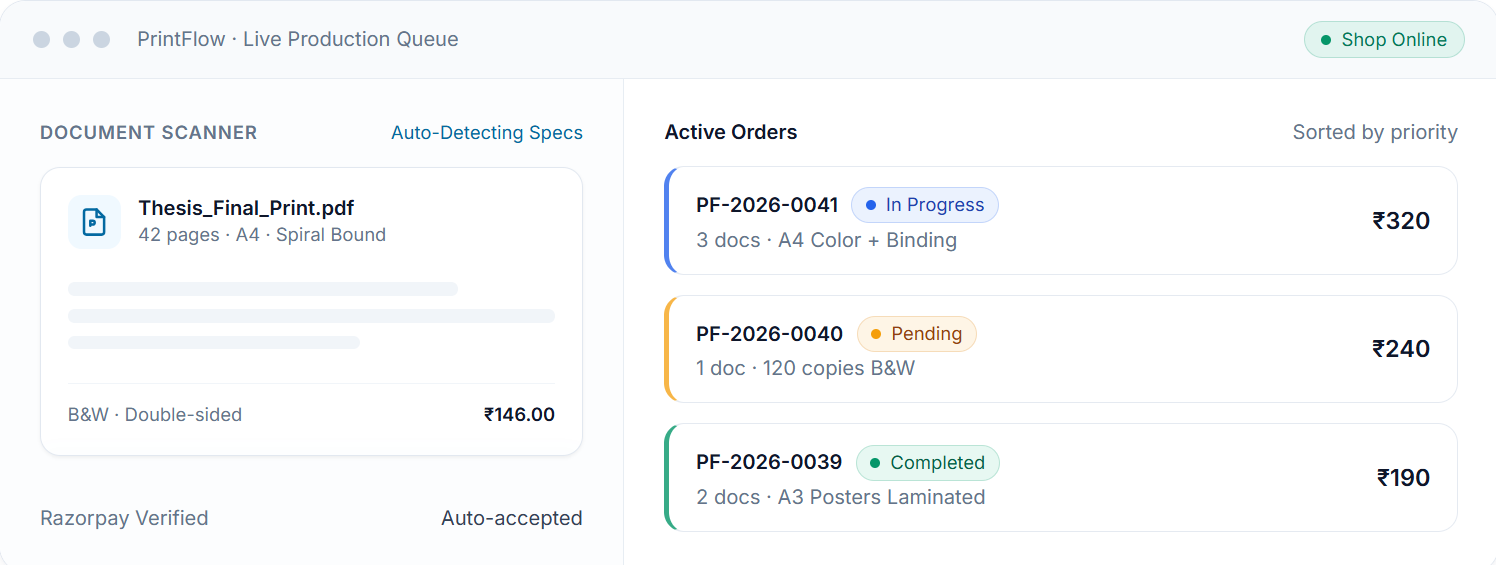 PrintFlow · Live Production Queue
Shop Online
DOCUMENT SCANNER
Auto-Detecting Specs
Thesis_Final_Print.pdf
42 pages · A4 · Spiral Bound
B&W · Double-sided
₹146.00
Razorpay Verified
Auto-accepted
Active Orders
Sorted by priority
PF-2026-0041
In Progress
3 docs · A4 Color + Binding
₹320
PF-2026-0040
Pending
1 doc · 120 copies B&W
₹240
PF-2026-0039
Completed
2 docs · A3 Posters Laminated
₹190